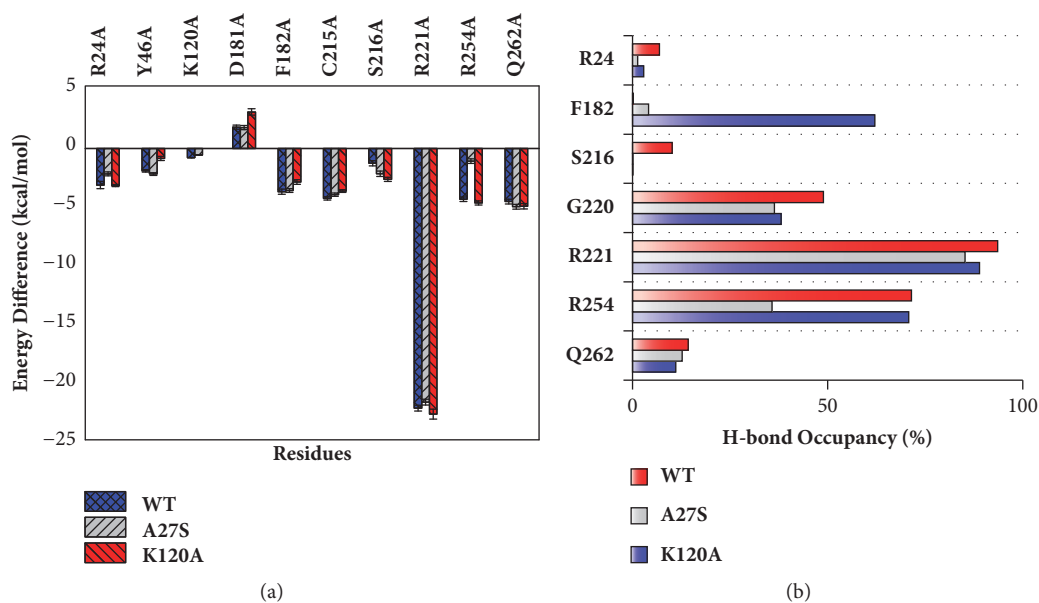 R24A
Y46A
K120A
D181A
F182A
C215A
S216A
R221A
R254A
Q262A
5
0
−5
−10
−15
−20
−25
Energy Difference (kcal/mol)
Residues
WT
A27S
K120A
(a)
R24
F182
S216
G220
R221
R254
Q262
0
50
100
H-bond Occupancy (%)
WT
A27S
K120A
(b)